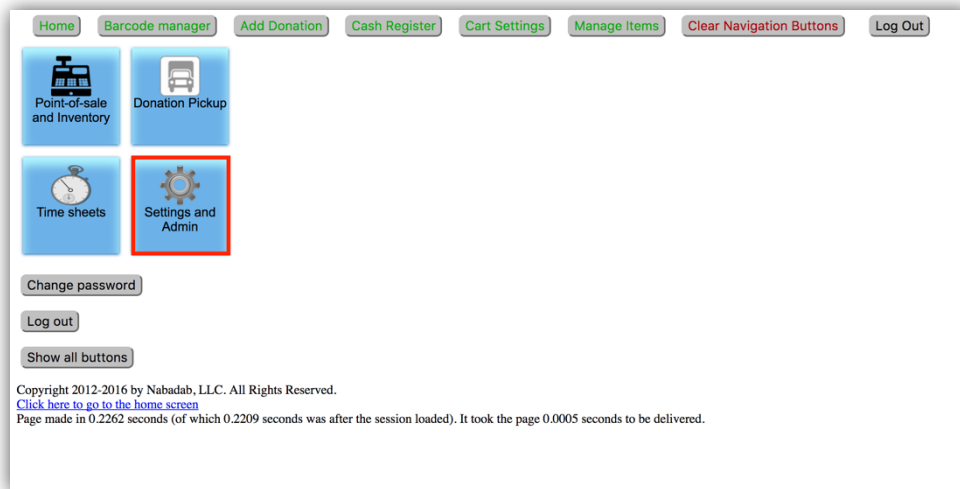 Home Barcode manager Add Donation Cash Register Cart Settings Manage Items Clear Navigation Buttons Log Out
Point-of-sale
and Inventory
Donation Pickup
Time sheets
Settings and
Admin
Change password
Log out
Show all buttons
Copyright 2012-2016 by Nabadab, LLC. All Rights Reserved.
Click here to go to the home screen
Page made in 0.2262 seconds (of which 0.2209 seconds was after the session loaded). It took the page 0.0005 seconds to be delivered.